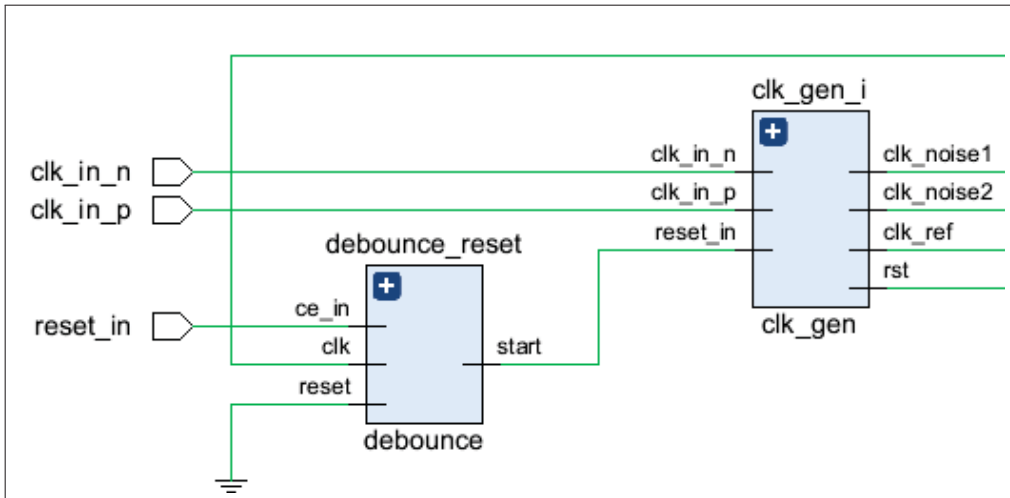 clk_gen_i
clk_in_n
clk_in_n
clk_noise1
clk_in_p
clk_in_p
clk_noise2
debounce_reset
reset_in
clk_ref
rst
reset_in
ce_in
clk_gen
clk
start
reset
debounce